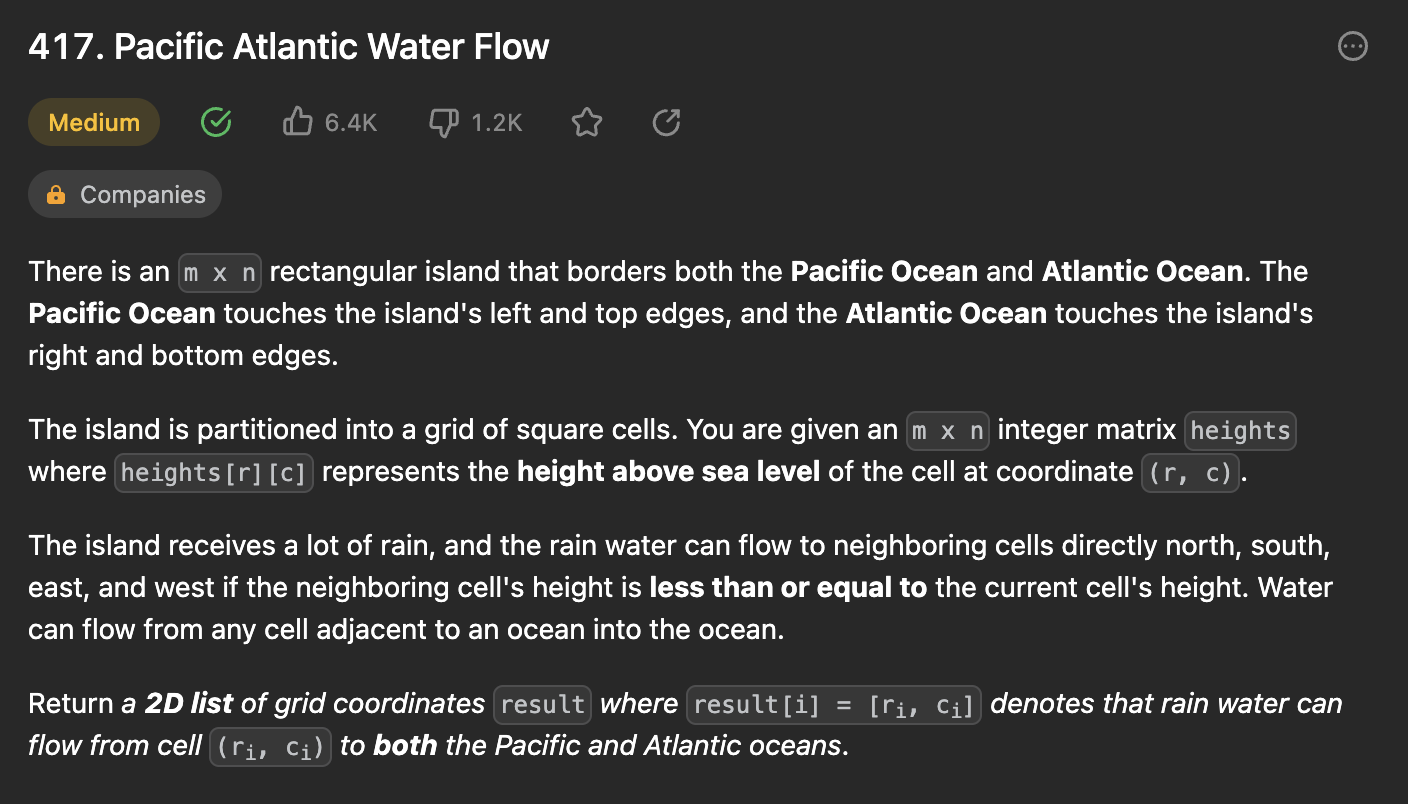 417. Pacific Atlantic Water Flow
Medium 6.4K 1.2K
Companies
There is an m x n rectangular island that borders both the Pacific Ocean and Atlantic Ocean. The
Pacific Ocean touches the island's left and top edges, and the Atlantic Ocean touches the island's
right and bottom edges.
The island is partitioned into a grid of square cells. You are given an m x n integer matrix heights
where heights[r][c] represents the height above sea level of the cell at coordinate (r, c).
The island receives a lot of rain, and the rain water can flow to neighboring cells directly north, south,
east, and west if the neighboring cell's height is less than or equal to the current cell's height. Water
can flow from any cell adjacent to an ocean into the ocean.
Return a 2D list of grid coordinates result where result[i] = [ri, ci] denotes that rain water can
flow from cell (ri, ci) to both the Pacific and Atlantic oceans.